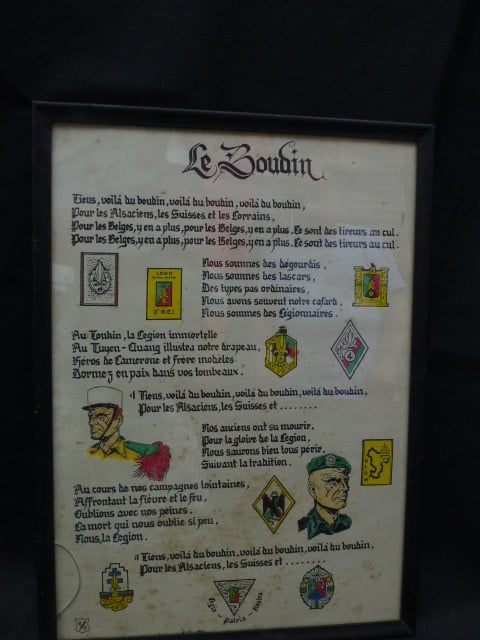 Le Boudin
Tiens, voilà du boudin, voilà du boudin, voilà du boudin,
Pour les Alsaciens, les Suisses et les Lorrains,
Pour les Belges, y en a plus, pour les Belges, y en a plus. Ce sont des tireurs au cul.
Pour les Belges, y en a plus, pour les Belges, y en a plus. Ce sont des tireurs au cul.
Nous sommes des dégourdis,
Nous sommes des lascars,
Des types pas ordinaires,
Nous avons souvent notre cafard,
Nous sommes des Légionnaires.
LEGIO
3º R.E.I
Au Tonkin, la Legion immortelle
Au Tuyen-Quang illustra notre drapeau,
Héros de Camerone et frère modèles
Dormez en paix dans vos tombeaux.
Tiens, voilà du boudin, voilà du boudin, voilà du boudin,
Pour les Alsaciens, les Suisses et ........
Nos anciens ont su mourir,
Pour la gloire de la Légion,
Nous saurons bien tous périr,
Suivant la tradition.
Au cours de nos campagnes lointaines,
Affrontant la fièvre et le feu,
Oublions avec nos peines,
La mort qui nous oublie si peu,
Nous, la Legion.
Tiens, voilà du boudin, voilà du boudin, voilà du boudin,
Pour les Alsaciens, les Suisses et ........
Legio - Patria - Nostra